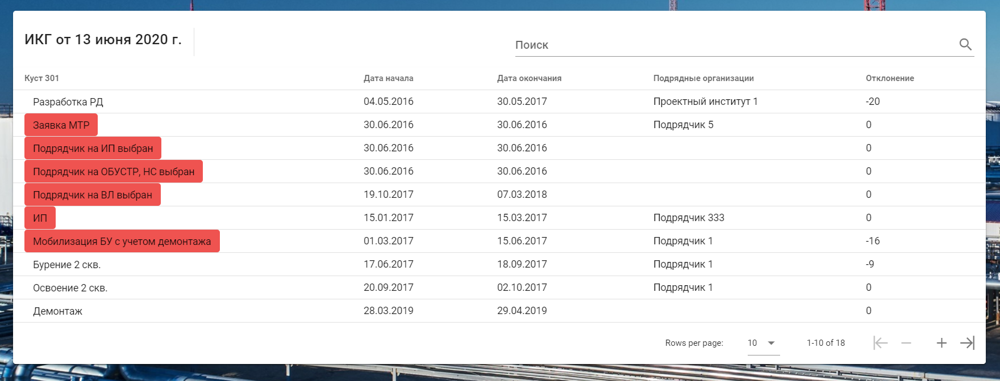 ИКГ от 13 июня 2020 г.
Поиск
Куст 301 Дата начала Дата окончания Подрядные организации Отклонение
Разработка РД 04.05.2016 30.05.2017 Проектный институт 1 -20
Заявка МТР 30.06.2016 30.06.2016 Подрядчик 5 0
Подрядчик на ИП выбран 30.06.2016 30.06.2016 0
Подрядчик на ОБУСТР, НС выбран 30.06.2016 30.06.2016 0
Подрядчик на ВЛ выбран 19.10.2017 07.03.2018 0
ИП 15.01.2017 15.03.2017 Подрядчик 333 0
Мобилизация БУ с учетом демонтажа 01.03.2017 15.06.2017 Подрядчик 1 -16
Бурение 2 скв. 17.06.2017 18.09.2017 Подрядчик 1 -9
Освоение 2 скв. 20.09.2017 02.10.2017 Подрядчик 1 0
Демонтаж 28.03.2019 29.04.2019 0
Rows per page: 10 1-10 of 18